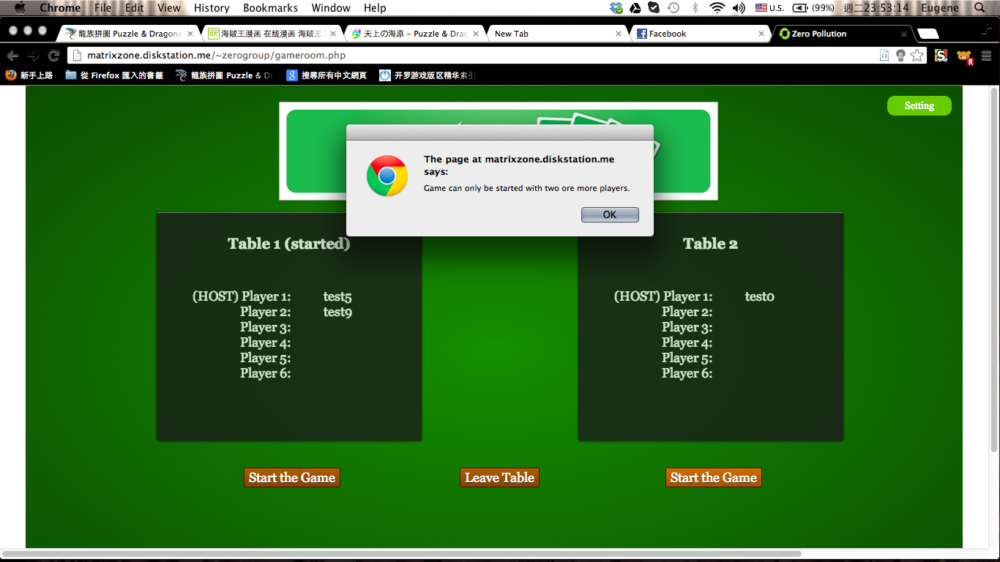 Chrome File Edit View History Bookmarks Window Help U.S. (99%) 週二23:53:14 Eugene
龍族拼圖 Puzzle & Dragons
SF 海贼王漫画 在线漫画 海贼王
天上の海原 – Puzzle & Drag
New Tab
Facebook
Zero Pollution
matrixzone.diskstation.me/~zerogroup/gameroom.php
R
新手上路 從 Firefox 匯入的書籤 龍族拼圖 Puzzle & Dr 搜尋所有中文網頁 开罗游戏版区精华索引
Setting
The page at matrixzone.diskstation.me
says:
Game can only be started with two ore more players.
OK
Table 1 (started)
(HOST) Player 1: test5
Player 2: test9
Player 3:
Player 4:
Player 5:
Player 6:
Table 2
(HOST) Player 1: test0
Player 2:
Player 3:
Player 4:
Player 5:
Player 6:
Start the Game
Leave Table
Start the Game